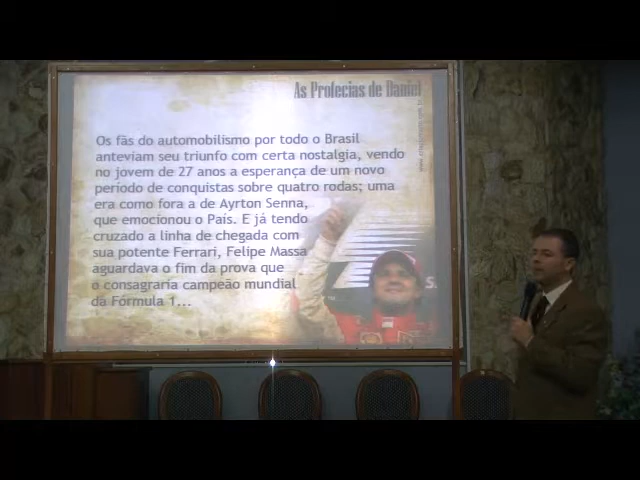 As Profecias de Daniel
Os fãs do automobilismo por todo o Brasil
anteviam seu triunfo com certa nostalgia, vendo
no jovem de 27 anos a esperança de um novo
período de conquistas sobre quatro rodas; uma
era como fora a de Ayrton Senna,
que emocionou o País. E já tendo
cruzado a linha de chegada com
sua potente Ferrari, Felipe Massa
aguardava o fim da prova que
o consagraria campeão mundial
da Fórmula 1...